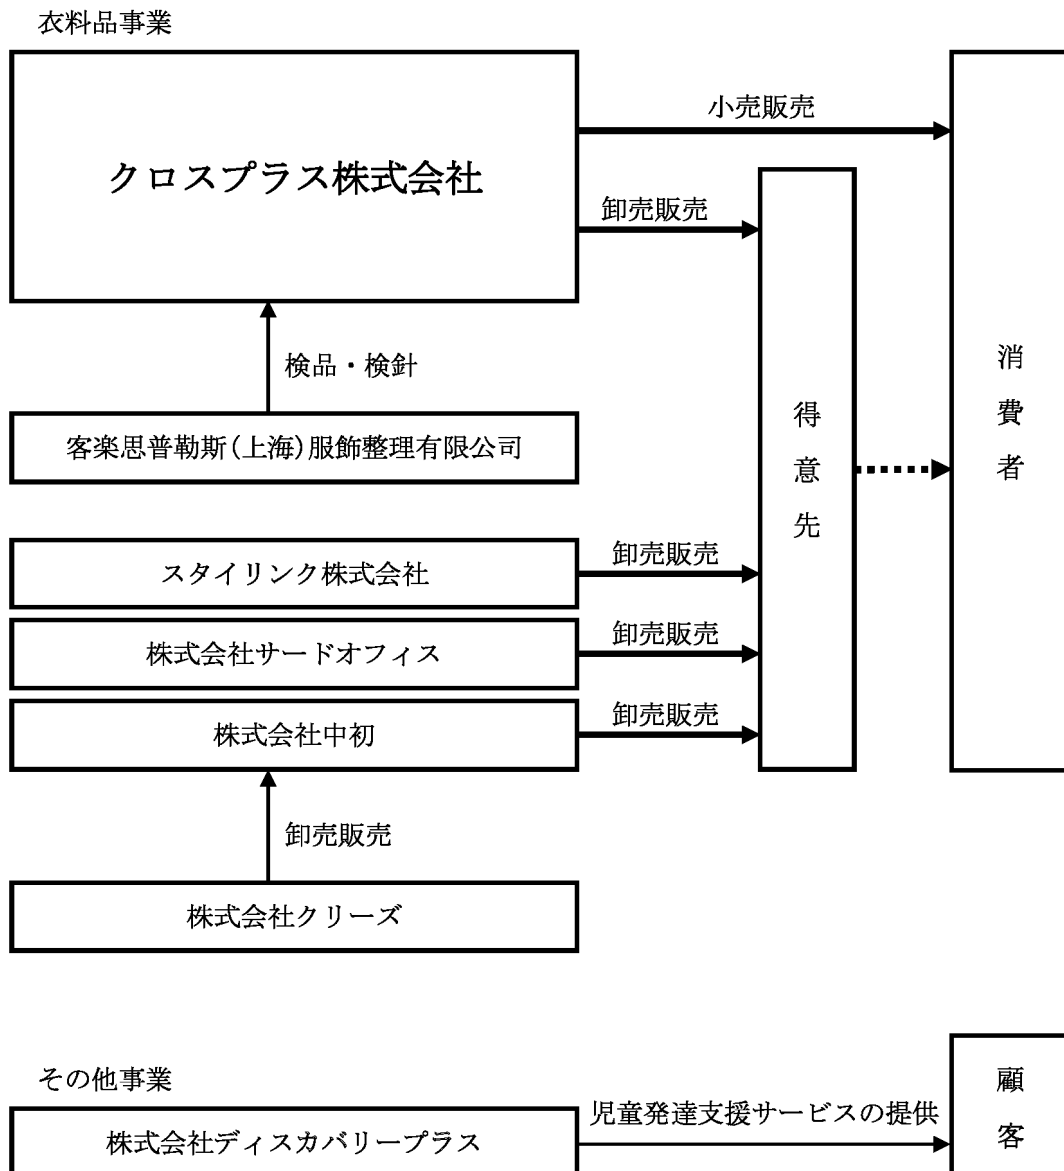 衣料品事業
クロスプラス株式会社
小売販売
卸売販売
検品・検針
客楽思普勒斯(上海)服飾整理有限公司
スタイリンク株式会社
卸売販売
株式会社サードオフィス
卸売販売
株式会社中初
卸売販売
得意先
消費者
卸売販売
株式会社クリーズ
その他事業
株式会社ディスカバリープラス
児童発達支援サービスの提供
顧客